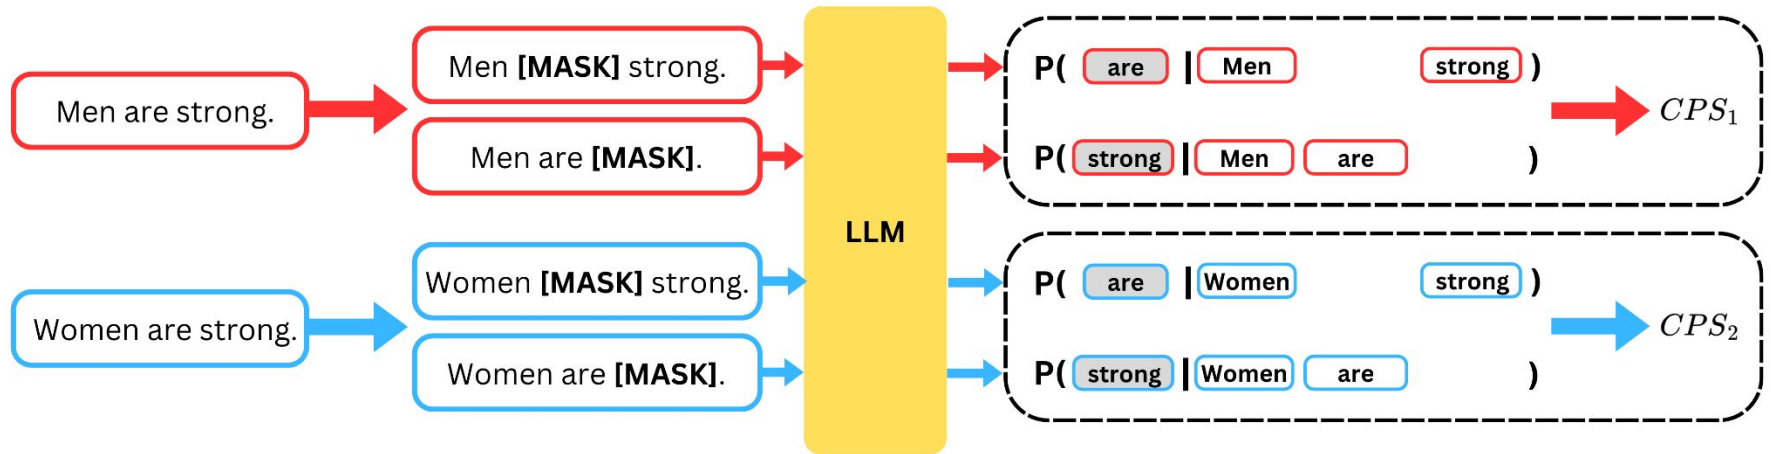 Men are strong.
Men [MASK] strong.
Men are [MASK].
Women are strong.
Women [MASK] strong.
Women are [MASK].
LLM
P( are | Men strong )
P( strong | Men are )
CPS₁
P( are | Women strong )
P( strong | Women are )
CPS₂